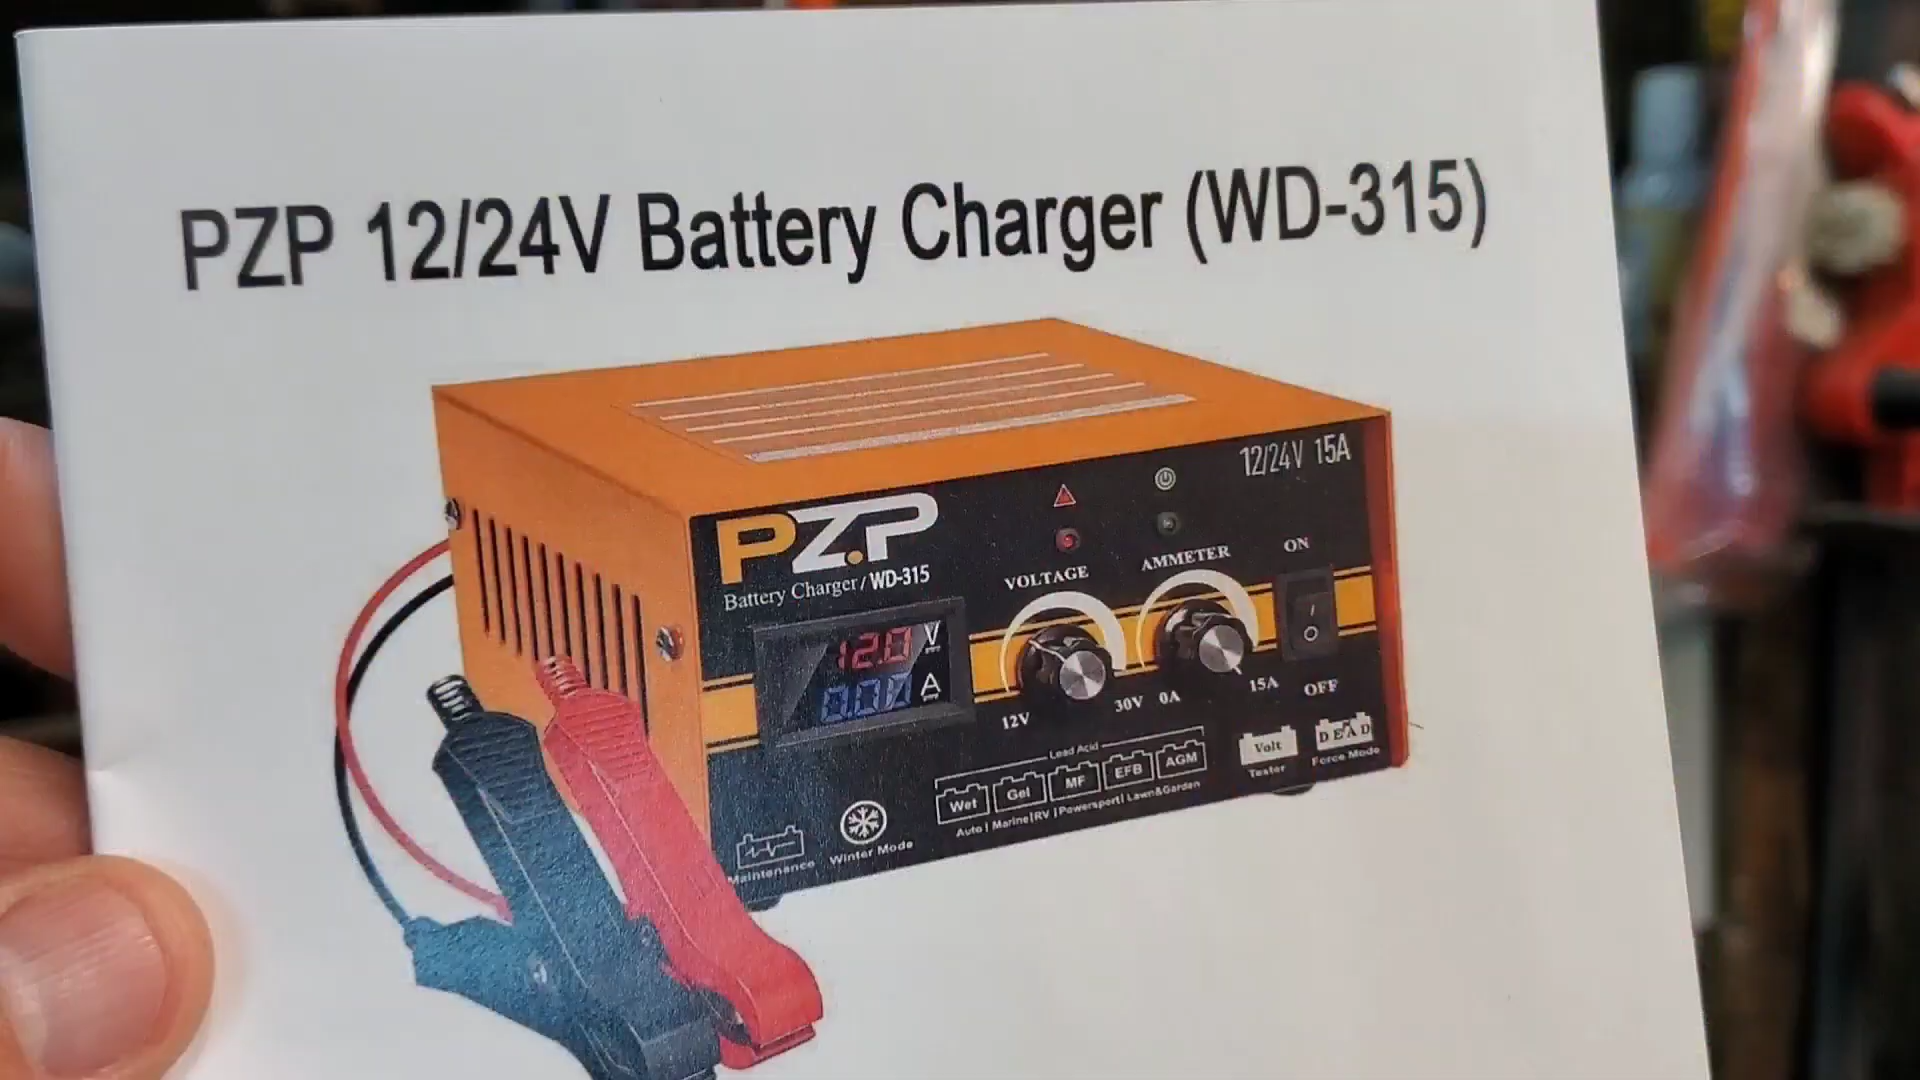 PZP 12/24V Battery Charger (WD-315)
12/24V 15A
PZP
Battery Charger / WD-315
VOLTAGE
AMMETER
ON
12.0 V
0.00 A
12V
30V
0A
15A
OFF
Lead Acid
Wet
Gel
MF
EFB
AGM
Auto | Marine|RV | Powersport| Lawn&Garden
Volt
Tester
DEAD
Force Mode
Maintenance
Winter Mode